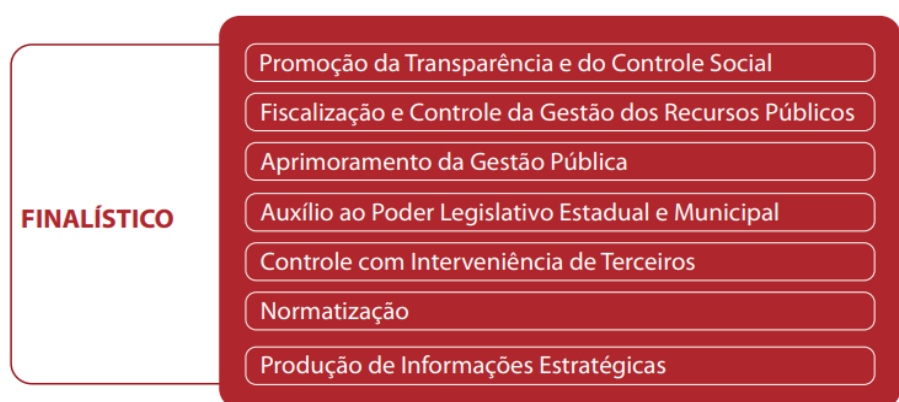 Promoção da Transparência e do Controle Social
Fiscalização e Controle da Gestão dos Recursos Públicos
Aprimoramento da Gestão Pública
FINALÍSTICO
Auxílio ao Poder Legislativo Estadual e Municipal
Controle com Interveniência de Terceiros
Normatização
Produção de Informações Estratégicas